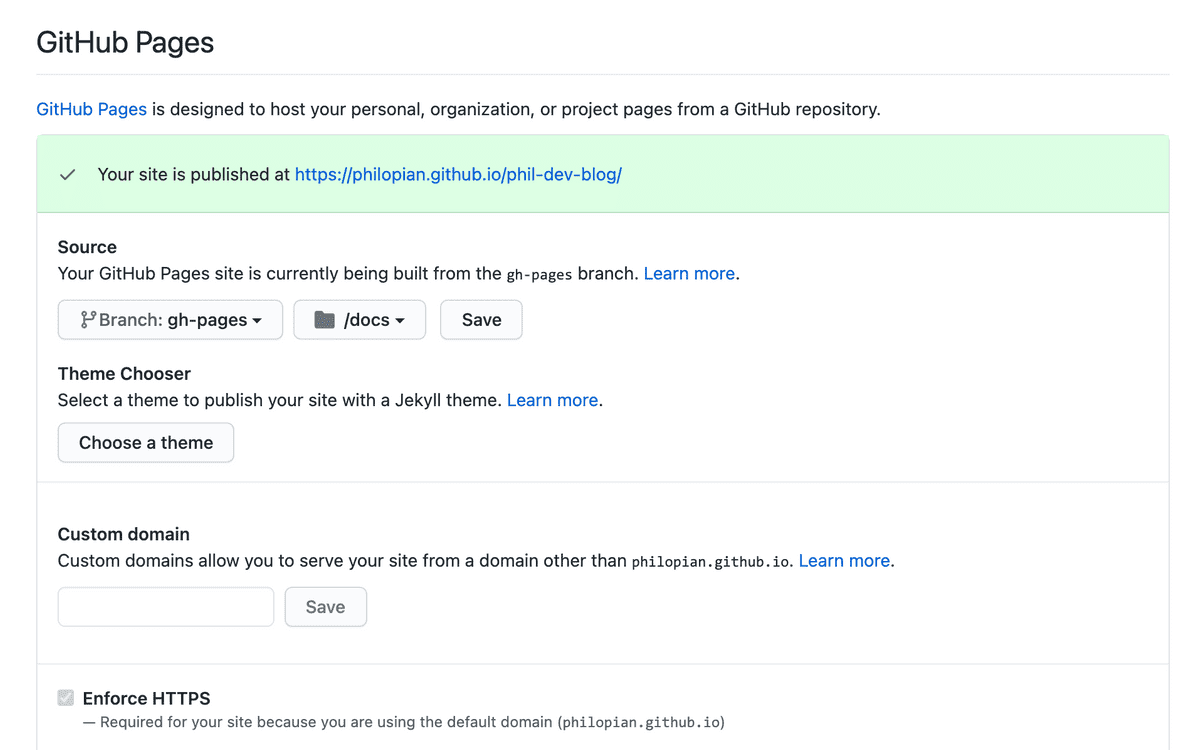 GitHub Pages
GitHub Pages is designed to host your personal, organization, or project pages from a GitHub repository.
Your site is published at https://philopian.github.io/phil-dev-blog/
Source
Your GitHub Pages site is currently being built from the gh-pages branch. Learn more.
Branch: gh-pages /docs Save
Theme Chooser
Select a theme to publish your site with a Jekyll theme. Learn more.
Choose a theme
Custom domain
Custom domains allow you to serve your site from a domain other than philopian.github.io. Learn more.
Save
Enforce HTTPS
— Required for your site because you are using the default domain (philopian.github.io)